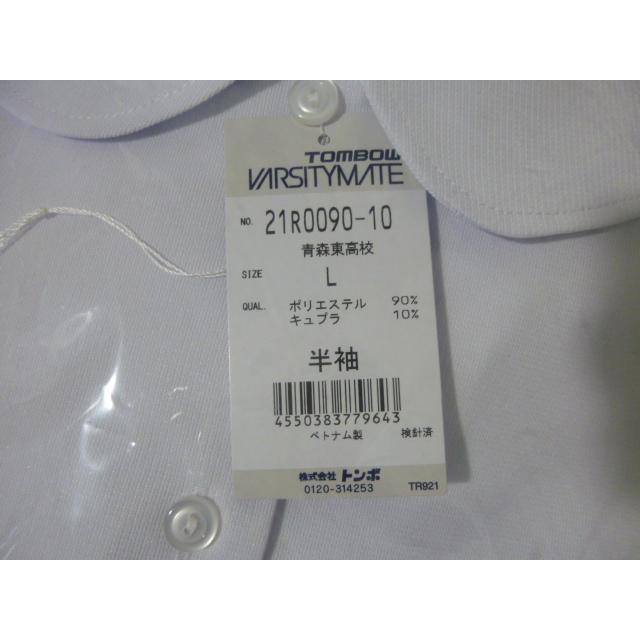 TOMBOW
VARSITYMATE
NO. 21R0090-10
青森東高校
SIZE L
QUAL. ポリエステル 90%
キュプラ 10%
半袖
4550383779643
ベトナム製 検針済
株式会社 トンボ
0120-314253 TR921